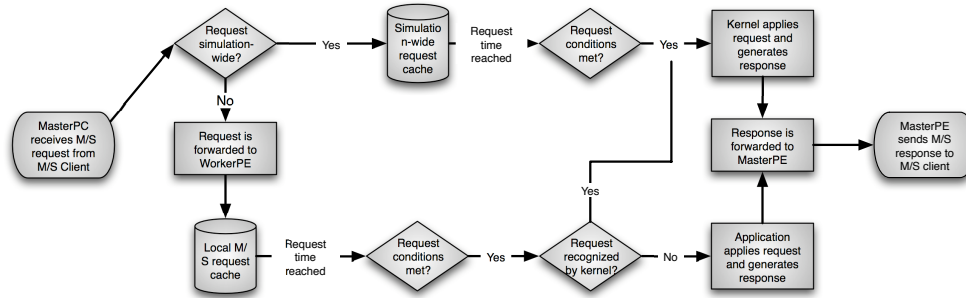 Request
simulation-
wide?
Yes
Simulatio
n-wide
request
cache
Request
time
reached
Request
conditions
met?
Yes
Kernel applies
request and
generates
response
No
MasterPC
receives M/S
request from
M/S Client
Request is
forwarded to
WorkerPE
Response is
forwarded to
MasterPE
MasterPE
sends M/S
response to
M/S client
Yes
Local M/
S request
cache
Request
time
reached
Request
conditions
met?
Yes
Request
recognized
by kernel?
No
Application
applies request
and generates
response